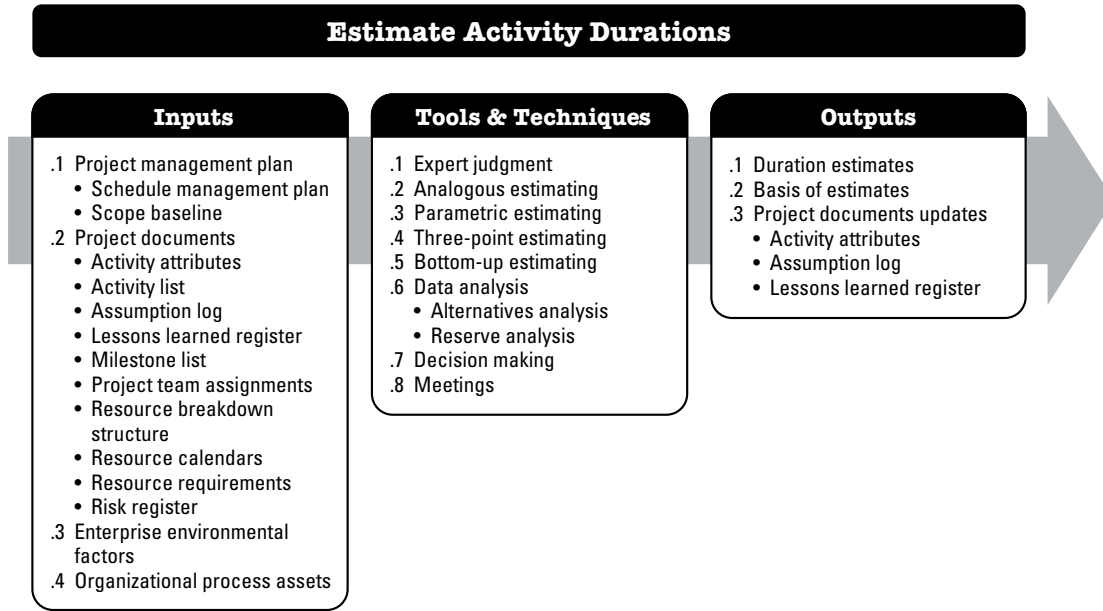 Estimate Activity Durations
Inputs
.1 Project management plan
• Schedule management plan
• Scope baseline
.2 Project documents
• Activity attributes
• Activity list
• Assumption log
• Lessons learned register
• Milestone list
• Project team assignments
• Resource breakdown
structure
• Resource calendars
• Resource requirements
• Risk register
.3 Enterprise environmental
factors
.4 Organizational process assets
Tools & Techniques
.1 Expert judgment
.2 Analogous estimating
.3 Parametric estimating
.4 Three-point estimating
.5 Bottom-up estimating
.6 Data analysis
• Alternatives analysis
• Reserve analysis
.7 Decision making
.8 Meetings
Outputs
.1 Duration estimates
.2 Basis of estimates
.3 Project documents updates
• Activity attributes
• Assumption log
• Lessons learned register